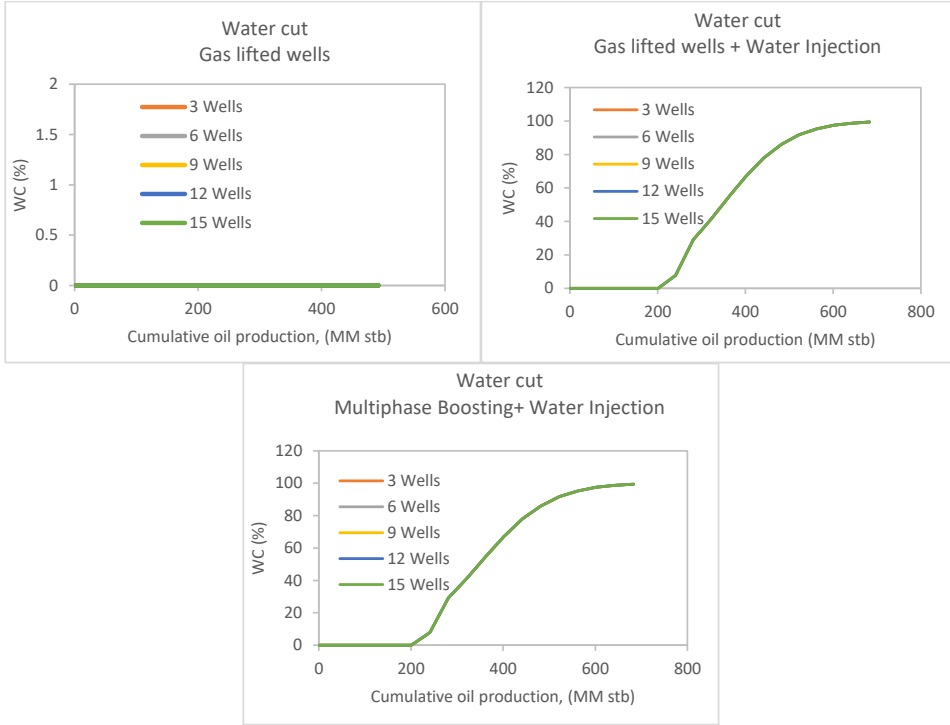 Water cut
Gas lifted wells
2
1.5
1
0.5
0
WC (%)
3 Wells
6 Wells
9 Wells
12 Wells
15 Wells
0 200 400 600
Cumulative oil production, (MM stb)
Water cut
Gas lifted wells + Water Injection
120
100
80
60
40
20
0
WC (%)
3 Wells
6 Wells
9 Wells
12 Wells
15 Wells
0 200 400 600 800
Cumulative oil production (MM stb)
Water cut
Multiphase Boosting+ Water Injection
120
100
80
60
40
20
0
WC (%)
3 Wells
6 Wells
9 Wells
12 Wells
15 Wells
0 200 400 600 800
Cumulative oil production, (MM stb)